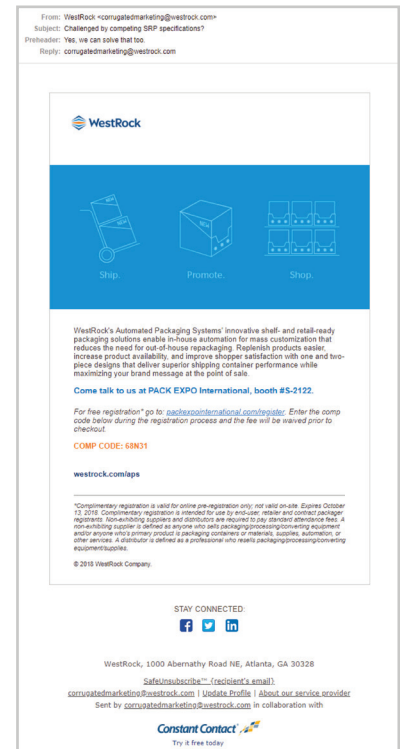 From: WestRock <corrugatedmarketing@westrock.com>
Subject: Challenged by competing SRP specifications?
Preheader: Yes, we can solve that too.
Reply: corrugatedmarketing@westrock.com
WestRock
NEW
NEW
NEW
Ship.
Promote.
Shop.
WestRock's Automated Packaging Systems' innovative shelf- and retail-ready
packaging solutions enable in-house automation for mass customization that
reduces the need for out-of-house repackaging. Replenish products easier,
increase product availability, and improve shopper satisfaction with one and two-
piece designs that deliver superior shipping container performance while
maximizing your brand message at the point of sale.
Come talk to us at PACK EXPO International, booth #S-2122.
For free registration* go to: packexpointernational.com/register. Enter the comp
code below during the registration process and the fee will be waived prior to
checkout.
COMP CODE: 68N31
westrock.com/aps
*Complimentary registration is valid for online pre-registration only; not valid on-site. Expires October
13, 2018. Complimentary registration is intended for use by end-user, retailer and contract packager
registrants. Non-exhibiting suppliers and distributors are required to pay standard attendance fees. A
non-exhibiting supplier is defined as anyone who sells packaging/processing/converting equipment
and/or anyone who's primary product is packaging containers or materials, supplies, automation, or
other services. A distributor is defined as a professional who resells packaging/processing/converting
equipment/supplies.
© 2018 WestRock Company.
STAY CONNECTED:
WestRock, 1000 Abernathy Road NE, Atlanta, GA 30328
SafeUnsubscribe™ {recipient's email}
corrugatedmarketing@westrock.com | Update Profile | About our service provider
Sent by corrugatedmarketing@westrock.com in collaboration with
Constant Contact
Try it free today